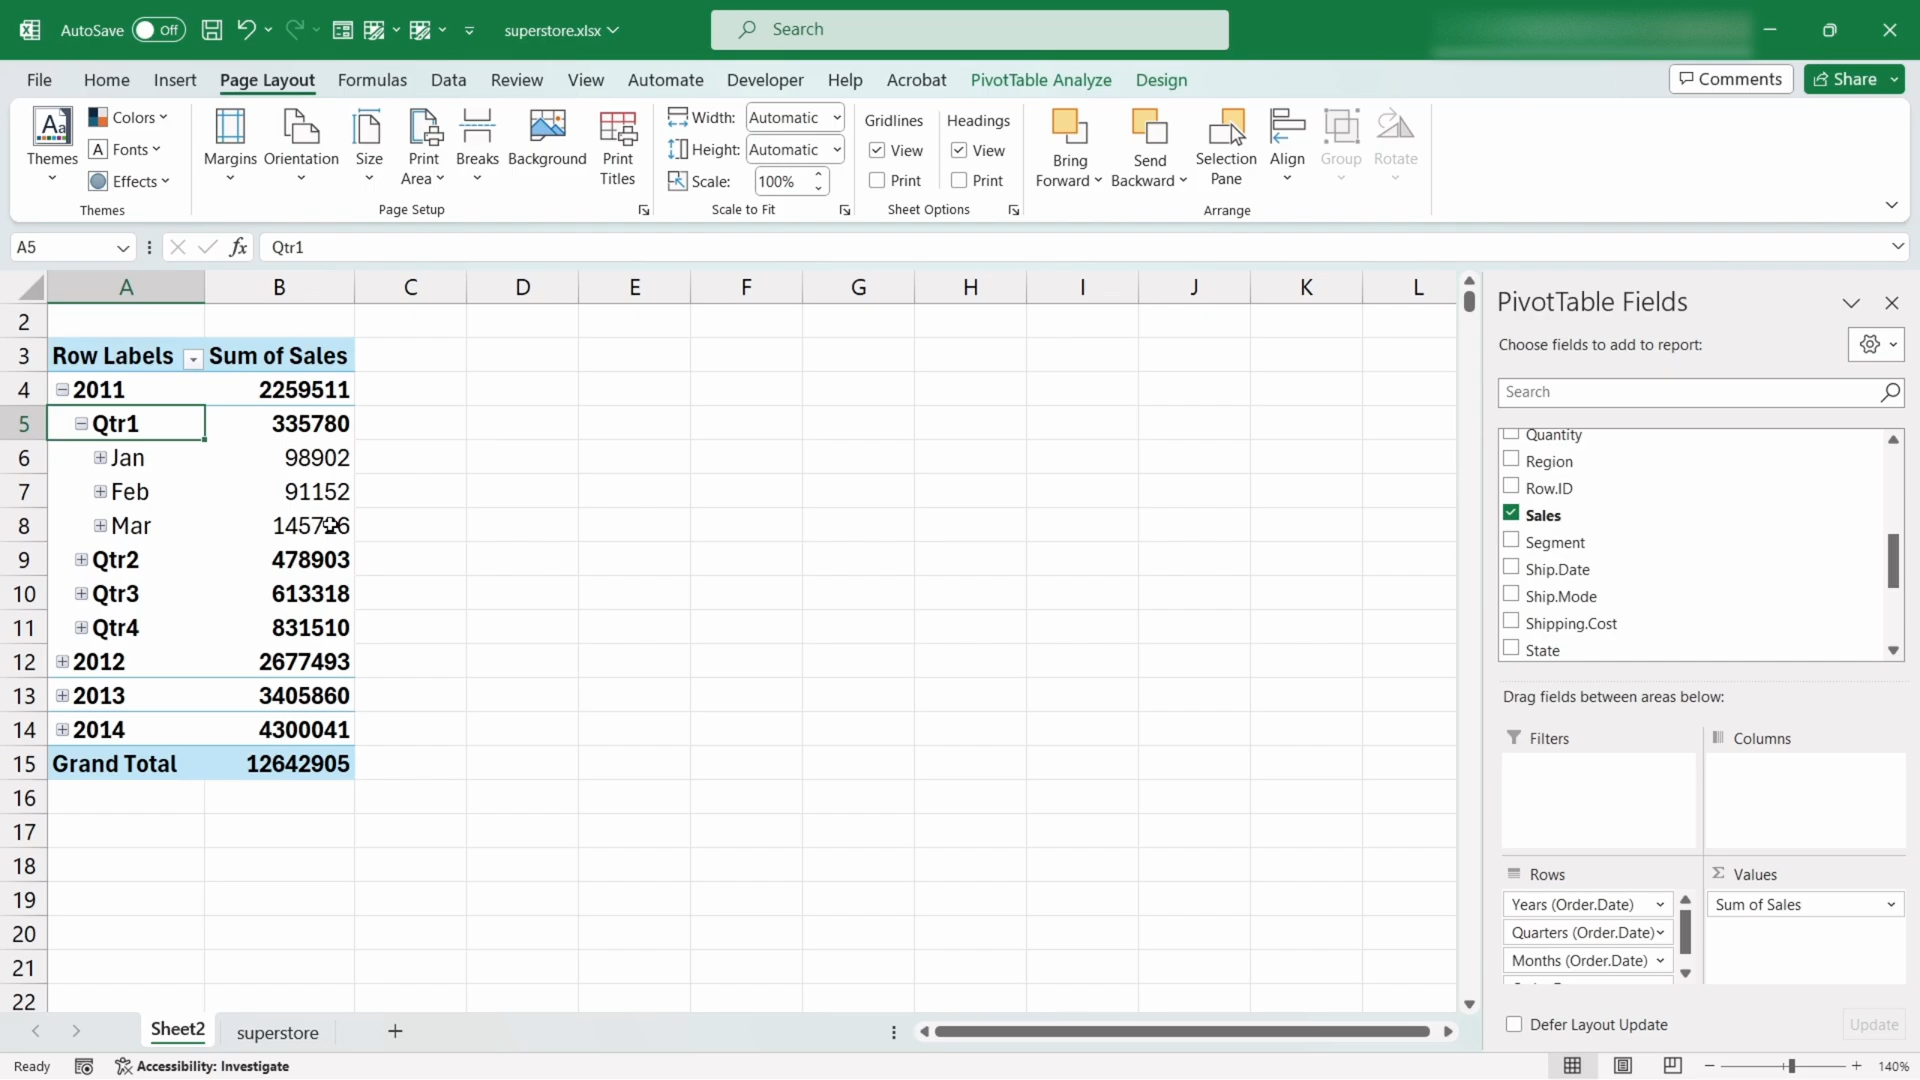 AutoSave Off superstore.xlsx Search
File Home Insert Page Layout Formulas Data Review View Automate Developer Help Acrobat PivotTable Analyze Design Comments Share
Themes
Colors
Fonts
Effects
Themes
Margins
Orientation
Size
Print Area
Breaks
Background
Print Titles
Page Setup
Width: Automatic
Height: Automatic
Scale: 100%
Scale to Fit
Gridlines Headings
View View
Print Print
Sheet Options
Bring Forward
Send Backward
Selection Pane
Align
Group
Rotate
Arrange
A5 fx Qtr1
A B C D E F G H I J K L
2
3 Row Labels Sum of Sales
4 2011 2259511
5 Qtr1 335780
6 Jan 98902
7 Feb 91152
8 Mar
9 Qtr2 478903
10 Qtr3 613318
11 Qtr4 831510
12 2012 2677493
13 2013 3405860
14 2014 4300041
15 Grand Total 12642905
16
17
18
19
20
21
22
PivotTable Fields
Choose fields to add to report:
Search
Quantity
Region
Row.ID
Sales
Segment
Ship.Date
Ship.Mode
Shipping.Cost
State
Drag fields between areas below:
Filters
Columns
Rows
Years (Order.Date)
Quarters (Order.Date)
Months (Order.Date)
Values
Sum of Sales
Defer Layout Update Update
Sheet2 superstore
Ready Accessibility: Investigate 140%